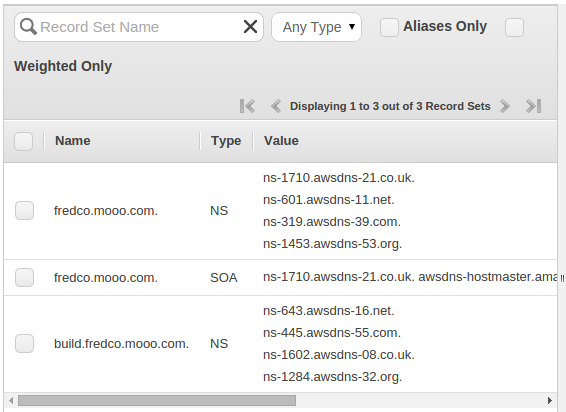 Record Set Name
Any Type
Aliases Only
Weighted Only
Displaying 1 to 3 out of 3 Record Sets
Name Type Value
fredco.mooo.com. NS ns-1710.awsdns-21.co.uk.
ns-601.awsdns-11.net.
ns-319.awsdns-39.com.
ns-1453.awsdns-53.org.
fredco.mooo.com. SOA ns-1710.awsdns-21.co.uk. awsdns-hostmaster.ama
build.fredco.mooo.com. NS ns-643.awsdns-16.net.
ns-445.awsdns-55.com.
ns-1602.awsdns-08.co.uk.
ns-1284.awsdns-32.org.